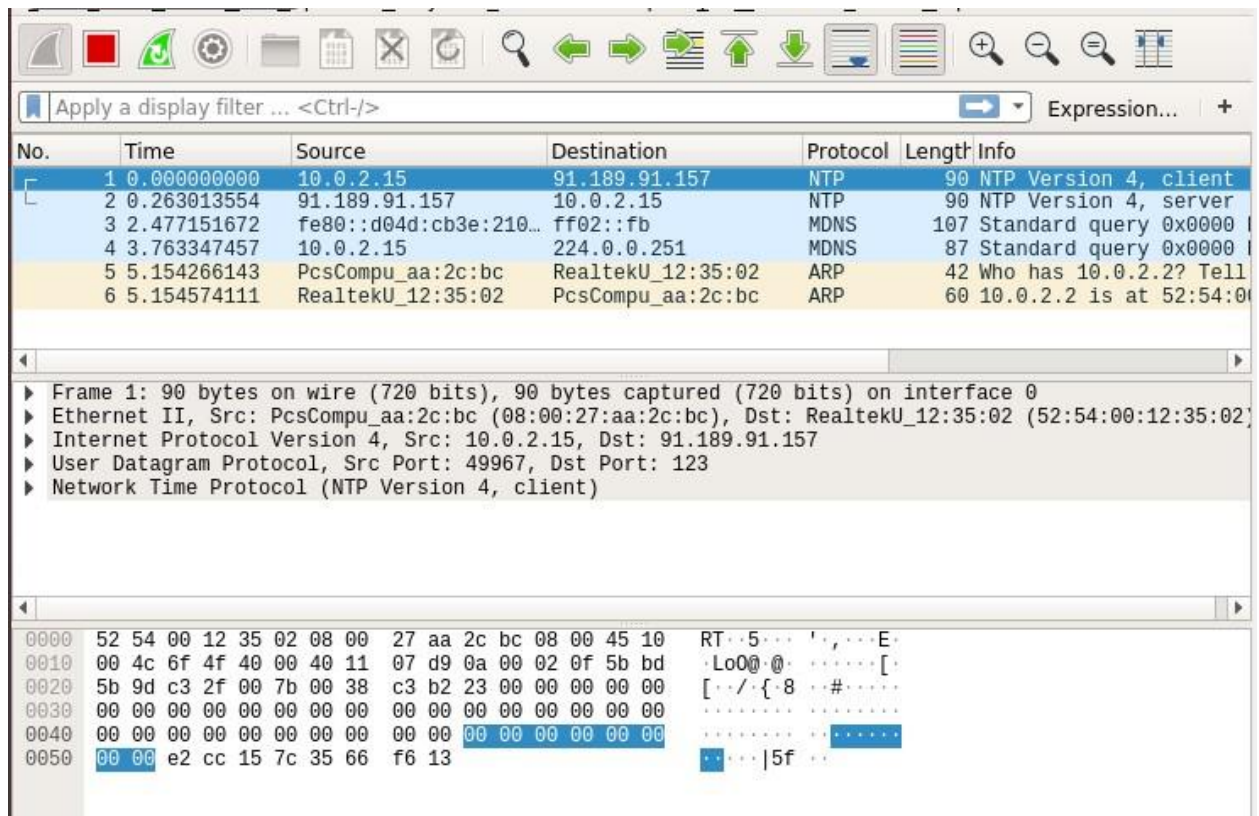 Apply a display filter ... <Ctrl-/> Expression... +
No. Time Source Destination Protocol Length Info
1 0.000000000 10.0.2.15 91.189.91.157 NTP 90 NTP Version 4, client
2 0.263013554 91.189.91.157 10.0.2.15 NTP 90 NTP Version 4, server
3 2.477151672 fe80::d04d:cb3e:210… ff02::fb MDNS 107 Standard query 0x0000
4 3.763347457 10.0.2.15 224.0.0.251 MDNS 87 Standard query 0x0000
5 5.154266143 PcsCompu_aa:2c:bc RealtekU_12:35:02 ARP 42 Who has 10.0.2.2? Tell
6 5.154574111 RealtekU_12:35:02 PcsCompu_aa:2c:bc ARP 60 10.0.2.2 is at 52:54:0
Frame 1: 90 bytes on wire (720 bits), 90 bytes captured (720 bits) on interface 0
Ethernet II, Src: PcsCompu_aa:2c:bc (08:00:27:aa:2c:bc), Dst: RealtekU_12:35:02 (52:54:00:12:35:02)
Internet Protocol Version 4, Src: 10.0.2.15, Dst: 91.189.91.157
User Datagram Protocol, Src Port: 49967, Dst Port: 123
Network Time Protocol (NTP Version 4, client)
0000 52 54 00 12 35 02 08 00 27 aa 2c bc 08 00 45 10 RT··5··· '·,···E·
0010 00 4c 6f 4f 40 00 40 11 07 d9 0a 00 02 0f 5b bd ·LoO@·@· ······[·
0020 5b 9d c3 2f 00 7b 00 38 c3 b2 23 00 00 00 00 00 [··/·{·8 ··#·····
0030 00 00 00 00 00 00 00 00 00 00 00 00 00 00 00 00 ········ ········
0040 00 00 00 00 00 00 00 00 00 00 00 00 00 00 00 00 ········ ········
0050 00 00 e2 cc 15 7c 35 66 f6 13 ·····|5f ··